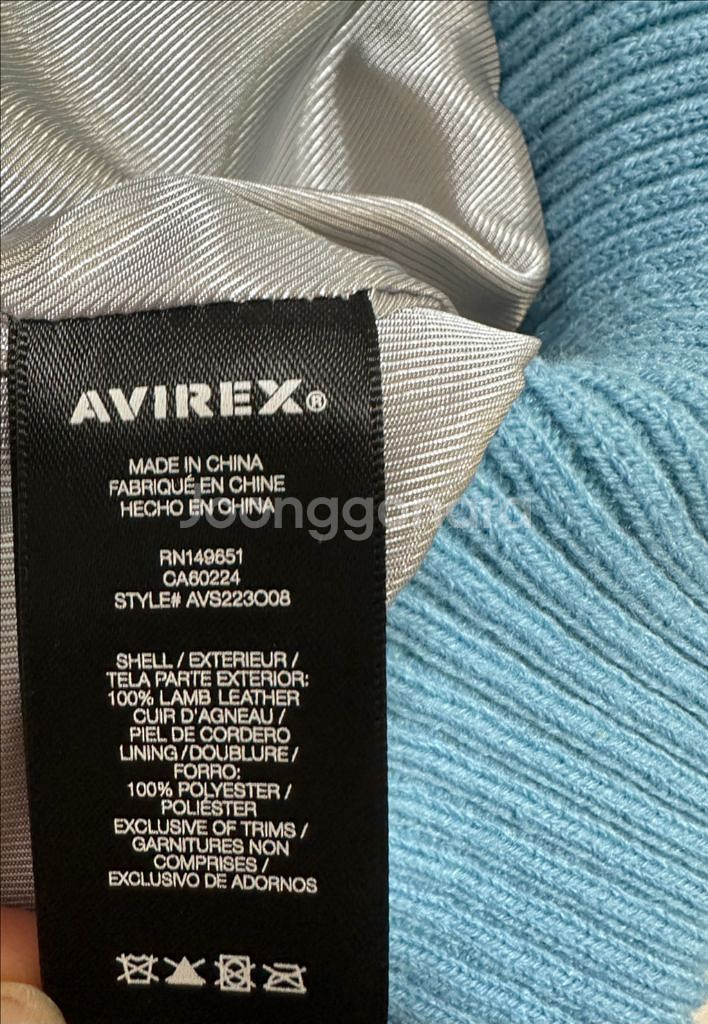 AVIREX®
MADE IN CHINA
FABRIQUÉ EN CHINE
HECHO EN CHINA
Joonggonara
RN149651
CA60224
STYLE# AVS223O08
SHELL / EXTERIEUR /
TELA PARTE EXTERIOR:
100% LAMB LEATHER
CUIR D'AGNEAU /
PIEL DE CORDERO
LINING / DOUBLURE /
FORRO:
100% POLYESTER /
POLIÉSTER
EXCLUSIVE OF TRIMS /
GARNITURES NON
COMPRISES /
EXCLUSIVO DE ADORNOS